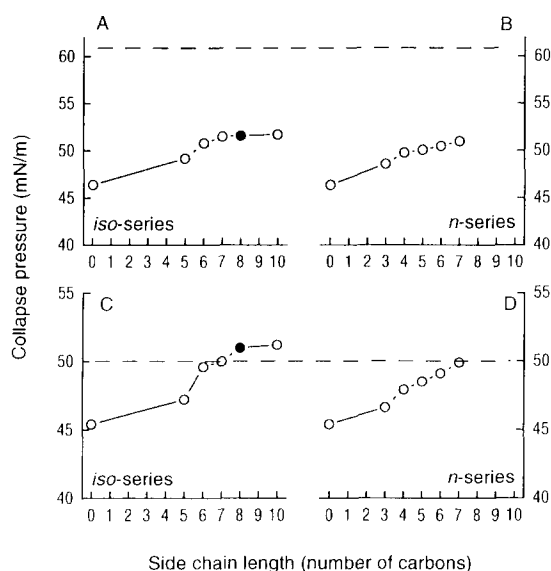 A
B
60
55
50
45
40
60
55
50
45
40
iso-series
n-series
0 1 2 3 4 5 6 7 8 9 10
0 1 2 3 4 5 6 7 8 9 10
Collapse pressure (mN/m)
55
50
45
40
C
D
55
50
45
40
iso-series
n-series
0 1 2 3 4 5 6 7 8 9 10
0 1 2 3 4 5 6 7 8 9 10
Side chain length (number of carbons)